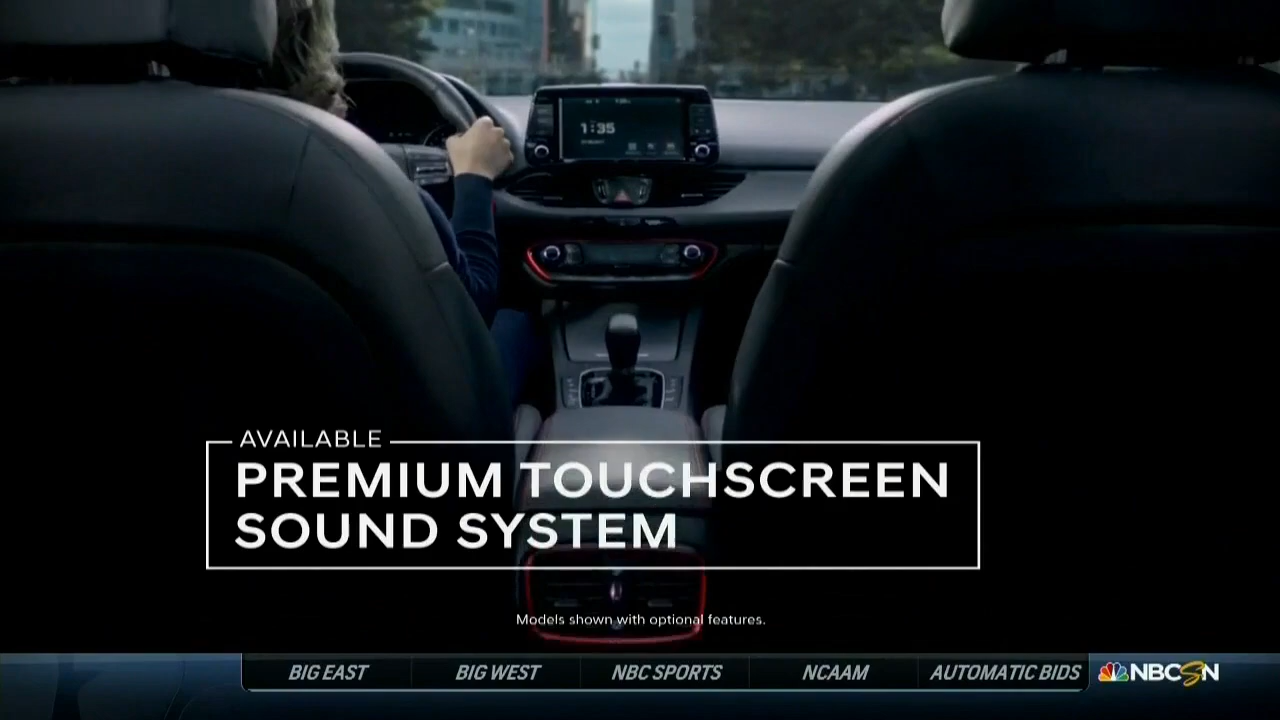 1:35
AVAILABLE
PREMIUM TOUCHSCREEN
SOUND SYSTEM
Models shown with optional features.
BIG EAST
BIG WEST
NBC SPORTS
NCAAM
AUTOMATIC BIDS
NBCSN